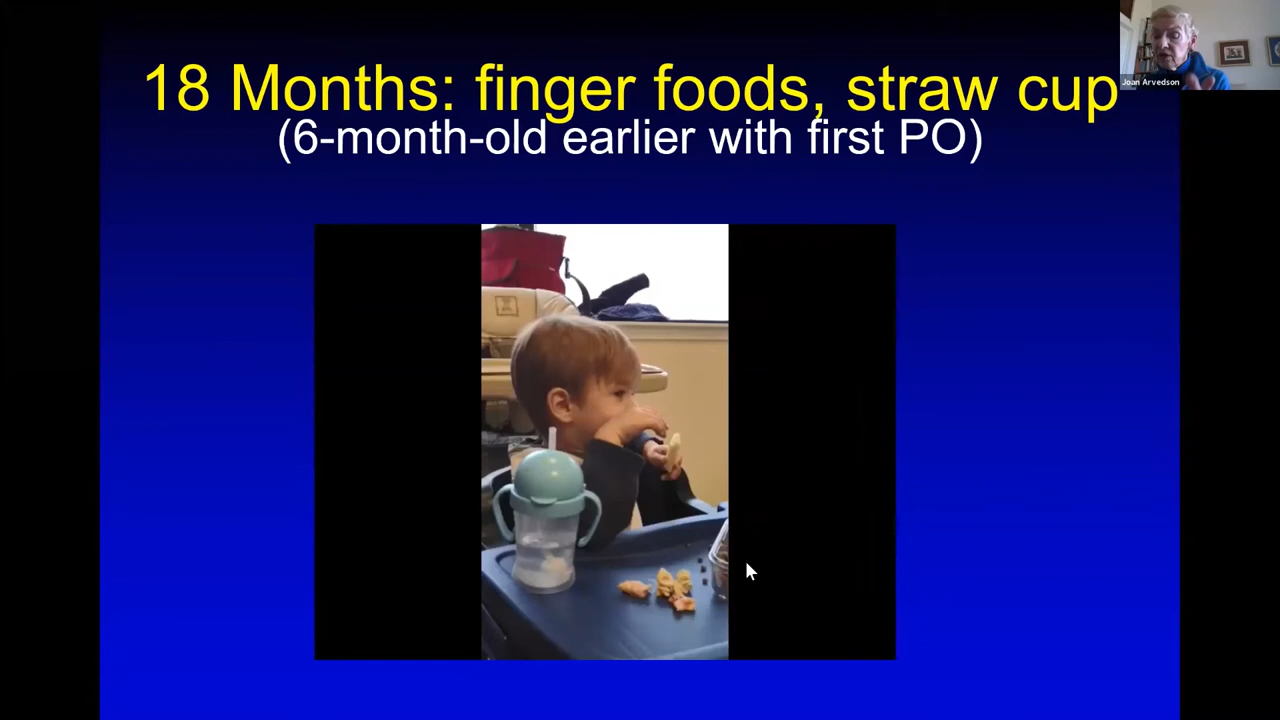 18 Months: finger foods, straw cup
(6-month-old earlier with first PO)
Joan Arvedson